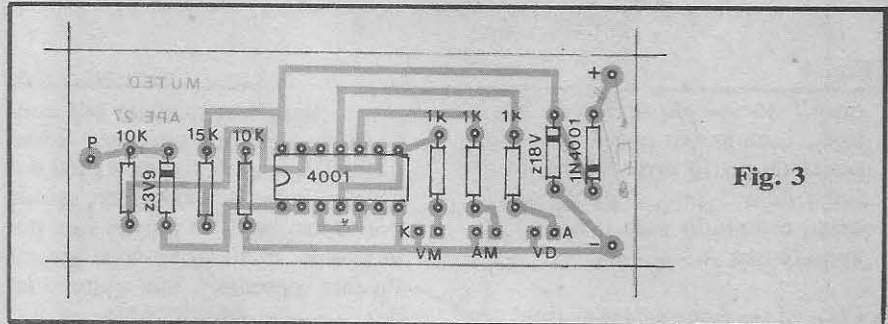 MUTED
APE 27
+
P
10K
15K
10K
1K
1K
1K
z3V9
4001
z18V
1N4001
Fig. 3
K
A
-
VM
AM
VD